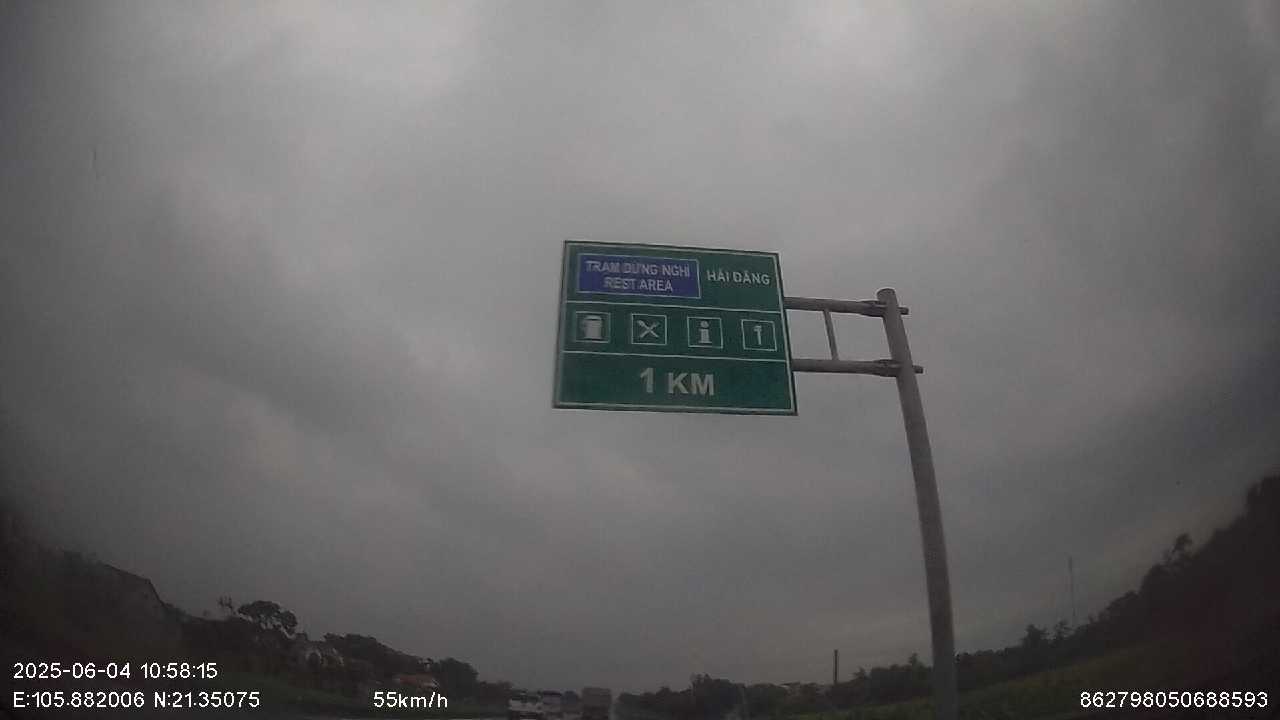 TRẠM DỪNG NGHỈ
REST AREA
HẢI ĐĂNG
1 KM
2025-06-04 10:58:15
E:105.882006 N:21.35075
55km/h
862798050688593